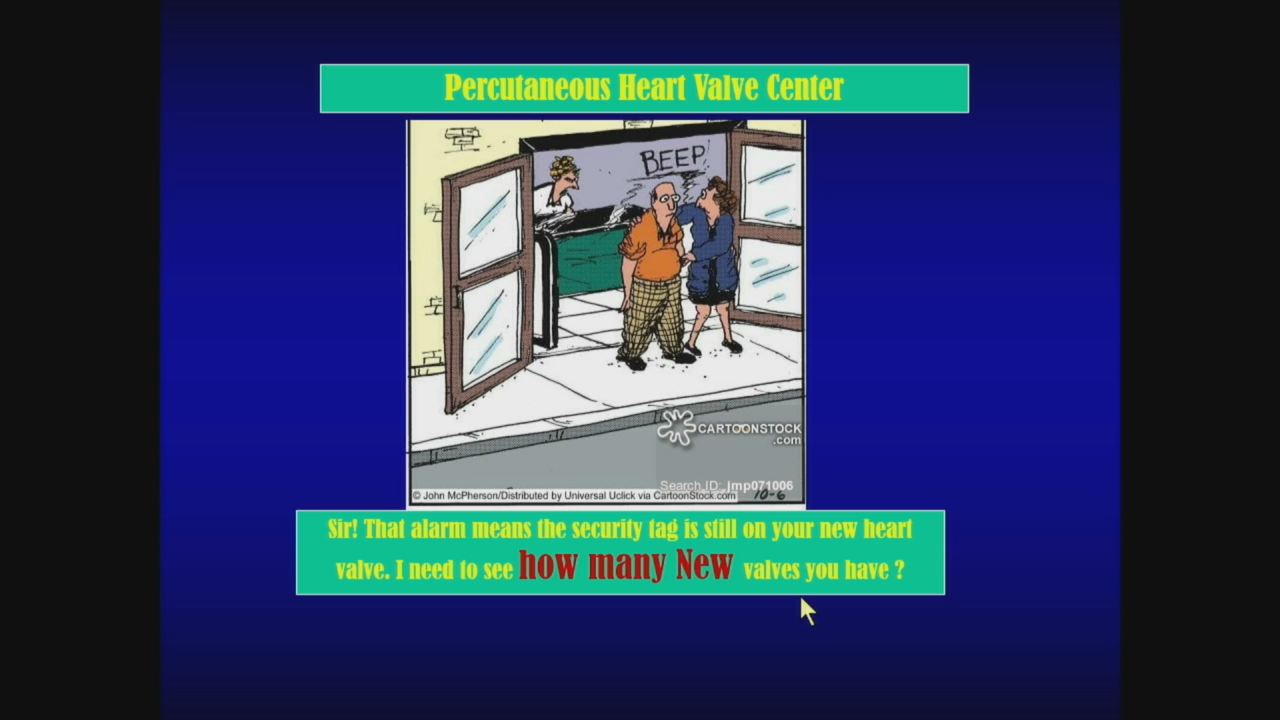 Percutaneous Heart Valve Center
BEEP!
CARTOONSTOCK
.com
Search ID: jmp071006
© John McPherson/Distributed by Universal Uclick via CartoonStock.com
10-6
Sir! That alarm means the security tag is still on your new heart
valve. I need to see how many New valves you have ?